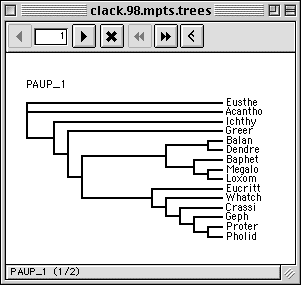 clack.98.mpts.trees
1
PAUP_1
Eusthe
Acantho
Ichthy
Greer
Balan
Dendre
Baphet
Megalo
Loxom
Eucritt
Whatch
Crassi
Geph
Proter
Pholid
PAUP_1 (1/2)